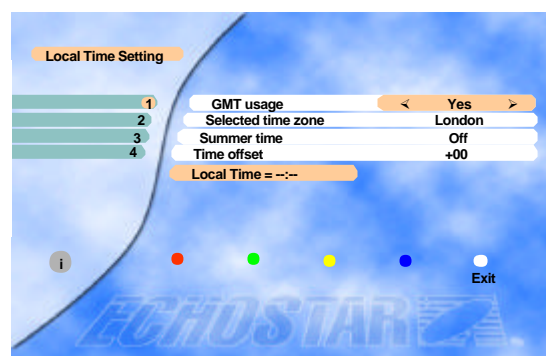 Local Time Setting
1 GMT usage Yes
2 Selected time zone London
3 Summer time Off
4 Time offset +00
Local Time = --:--
i
Exit
ECHOSTAR